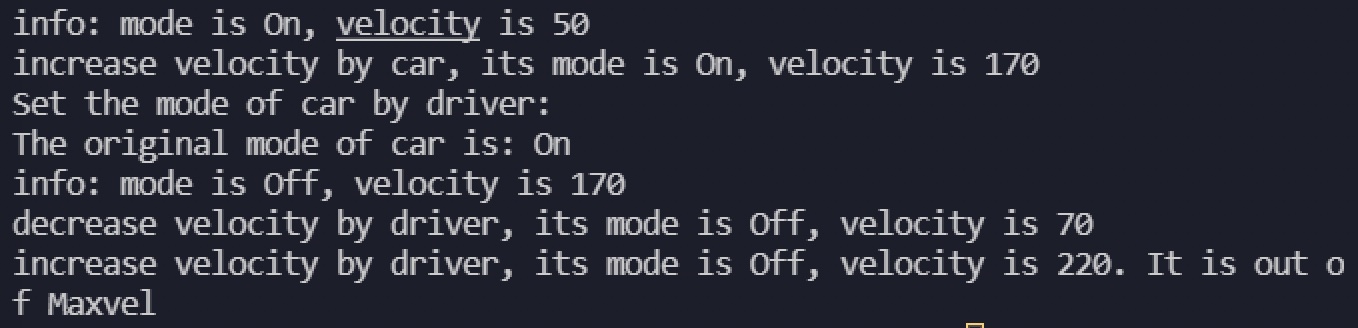 info: mode is On, velocity is 50
increase velocity by car, its mode is On, velocity is 170
Set the mode of car by driver:
The original mode of car is: On
info: mode is Off, velocity is 170
decrease velocity by driver, its mode is Off, velocity is 70
increase velocity by driver, its mode is Off, velocity is 220. It is out o
f Maxvel